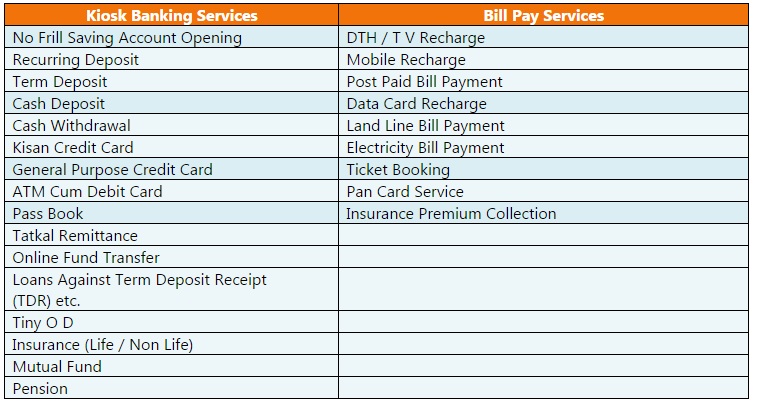 Kiosk Banking Services Bill Pay Services
No Frill Saving Account Opening DTH / T V Recharge
Recurring Deposit Mobile Recharge
Term Deposit Post Paid Bill Payment
Cash Deposit Data Card Recharge
Cash Withdrawal Land Line Bill Payment
Kisan Credit Card Electricity Bill Payment
General Purpose Credit Card Ticket Booking
ATM Cum Debit Card Pan Card Service
Pass Book Insurance Premium Collection
Tatkal Remittance
Online Fund Transfer
Loans Against Term Deposit Receipt
(TDR) etc.
Tiny O D
Insurance (Life / Non Life)
Mutual Fund
Pension